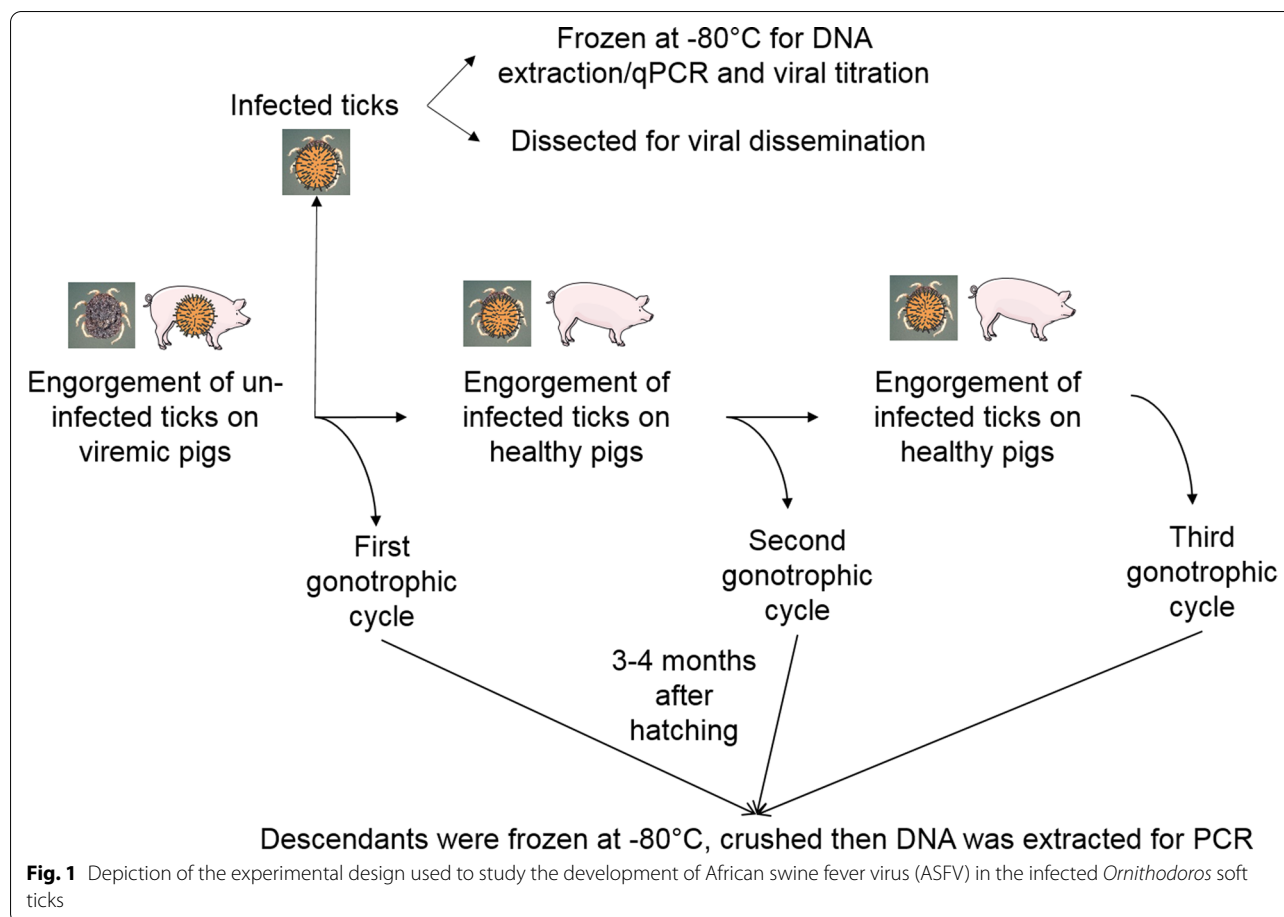 Frozen at -80°C for DNA
extraction/qPCR and viral titration
Infected ticks
Dissected for viral dissemination
Engorgement of un-
infected ticks on
viremic pigs
Engorgement of
infected ticks on
healthy pigs
Engorgement of
infected ticks on
healthy pigs
First
gonotrophic
cycle
Second
gonotrophic
cycle
Third
gonotrophic
cycle
3-4 months
after
hatching
Descendants were frozen at -80°C, crushed then DNA was extracted for PCR
Fig. 1 Depiction of the experimental design used to study the development of African swine fever virus (ASFV) in the infected Ornithodoros soft
ticks